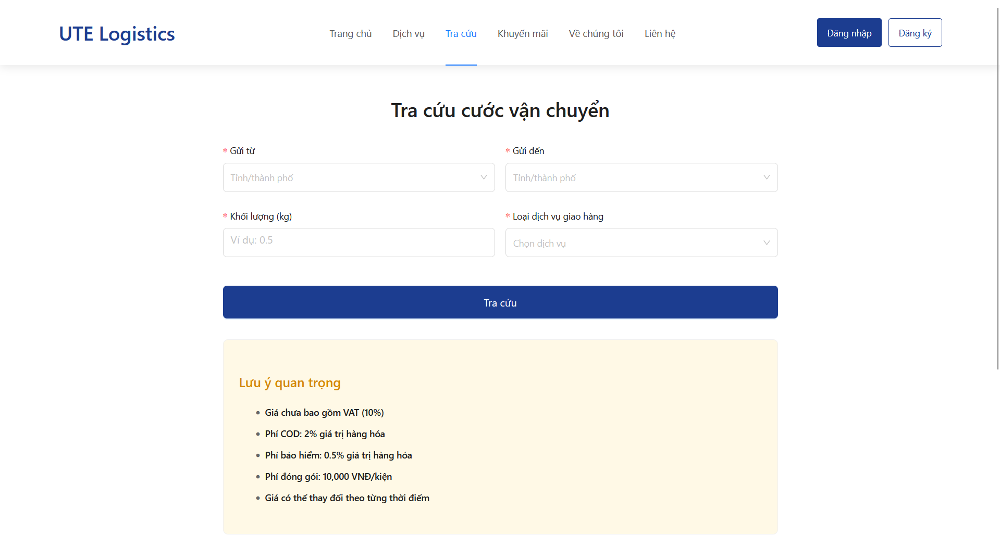 UTE Logistics
Trang chủ
Dịch vụ
Tra cứu
Khuyến mãi
Về chúng tôi
Liên hệ
Đăng nhập
Đăng ký
Tra cứu cước vận chuyển
* Gửi từ
* Gửi đến
Tỉnh/thành phố
Tỉnh/thành phố
* Khối lượng (kg)
* Loại dịch vụ giao hàng
Ví dụ: 0.5
Chọn dịch vụ
Tra cứu
Lưu ý quan trọng
• Giá chưa bao gồm VAT (10%)
• Phí COD: 2% giá trị hàng hóa
• Phí bảo hiểm: 0.5% giá trị hàng hóa
• Phí đóng gói: 10,000 VNĐ/kiện
• Giá có thể thay đổi theo từng thời điểm